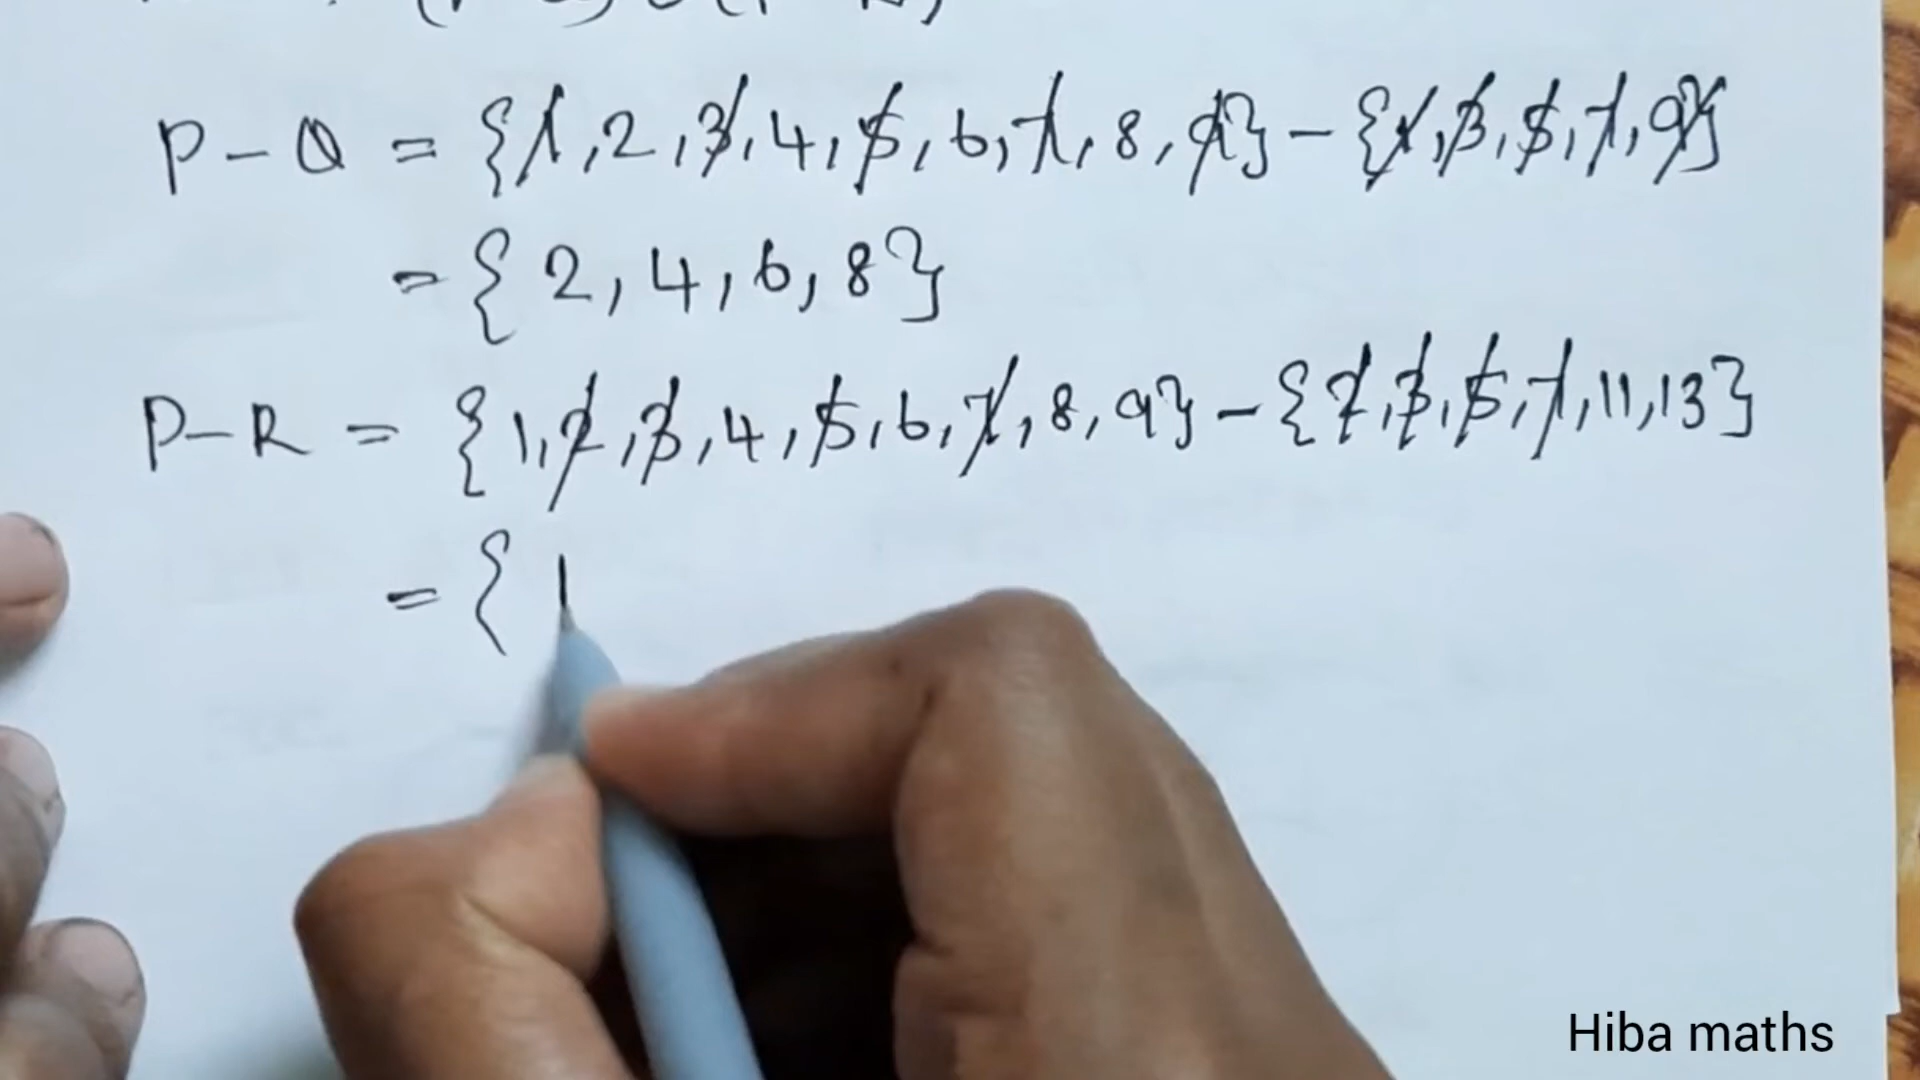 P - Q = {1, 2, 3, 4, 5, 6, 7, 8, 9} - {1, 3, 5, 7, 9}
= {2, 4, 6, 8}
P - R = {1, 2, 3, 4, 5, 6, 7, 8, 9} - {2, 3, 5, 7, 11, 13}
= { 1
Hiba maths